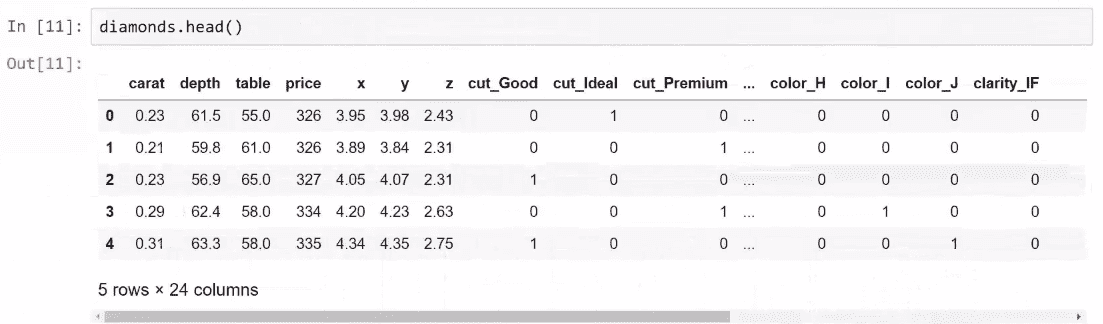 In [11]: diamonds.head()
Out[11]:
carat depth table price x y z cut_Good cut_Ideal cut_Premium ... color_H color_I color_J clarity_IF
0 0.23 61.5 55.0 326 3.95 3.98 2.43 0 1 0 ... 0 0 0 0
1 0.21 59.8 61.0 326 3.89 3.84 2.31 0 0 1 ... 0 0 0 0
2 0.23 56.9 65.0 327 4.05 4.07 2.31 1 0 0 ... 0 0 0 0
3 0.29 62.4 58.0 334 4.20 4.23 2.63 0 0 1 ... 0 1 0 0
4 0.31 63.3 58.0 335 4.34 4.35 2.75 1 0 0 ... 0 0 1 0
5 rows × 24 columns